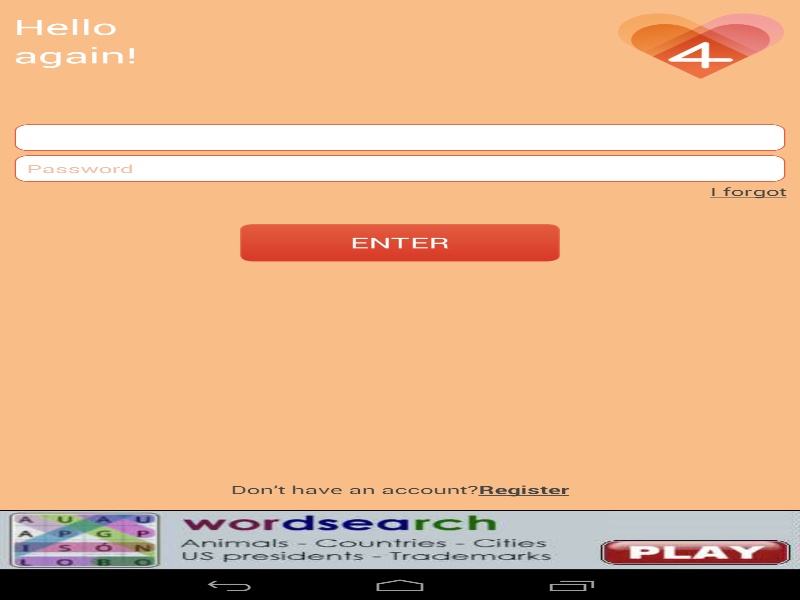 Hello
again!
4
Password
I forgot
ENTER
Don't have an account?Register
A U A U
A P G P
I S Ó N
L O B O
wordsearch
Animals - Countries - Cities
US presidents - Trademarks
PLAY